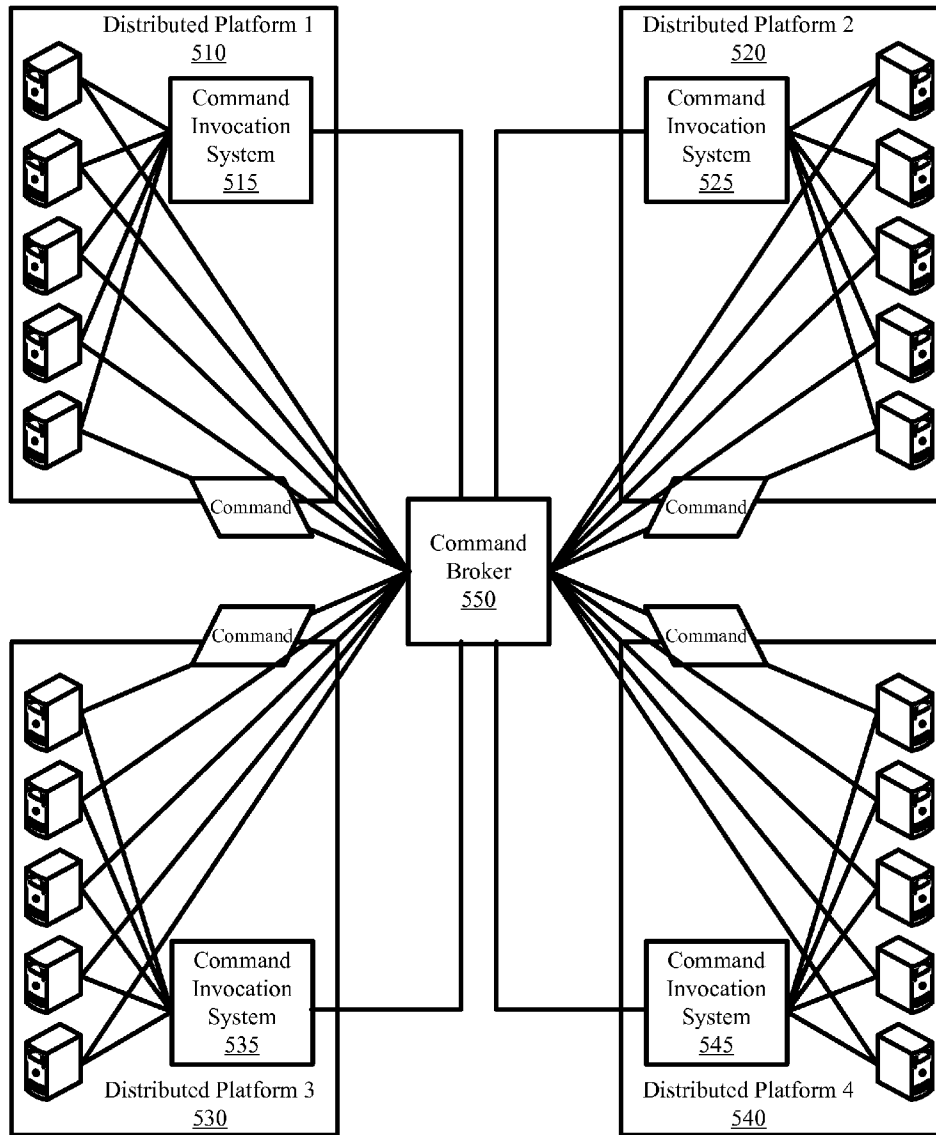 Distributed Platform 1
510
Command
Invocation
System
515
Distributed Platform 2
520
Command
Invocation
System
525
Command
Command
Command
Broker
550
Command
Command
Command
Invocation
System
535
Distributed Platform 3
530
Command
Invocation
System
545
Distributed Platform 4
540